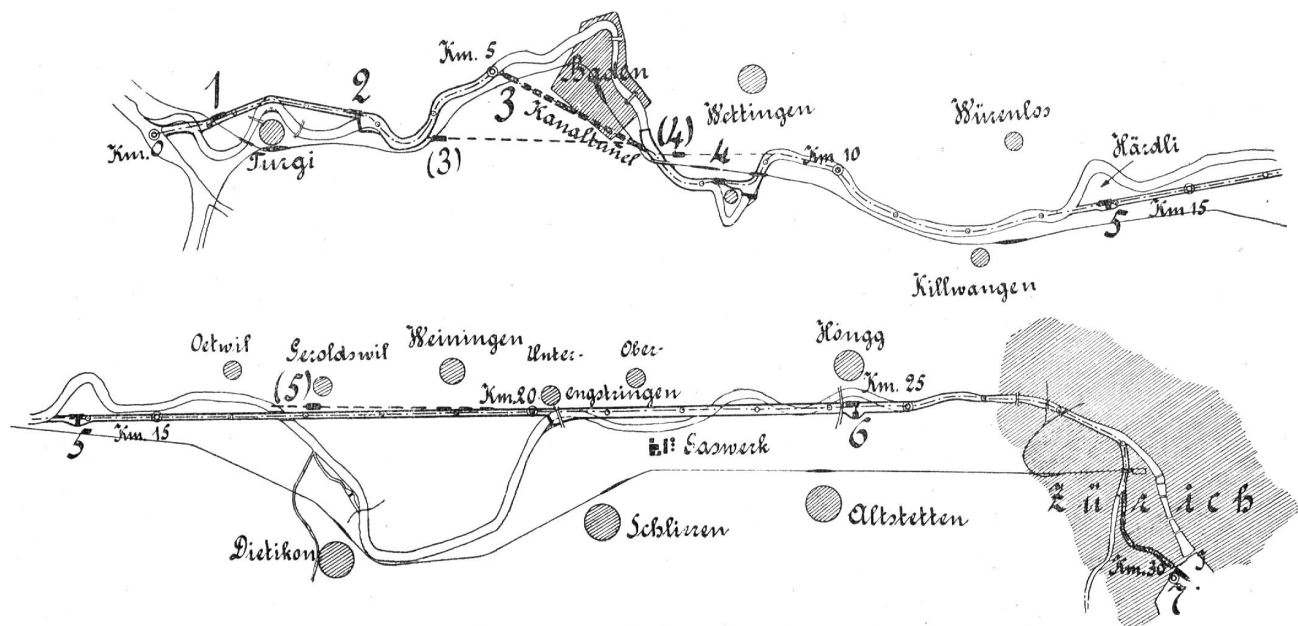 Km. 0
1
Turgi
2
(3)
Km. 5
3
Kanaltunel
Baden
(4)
4
Wettingen
Km 10
Würenlos
Härdli
5
Km 15
Killwangen
5
Km. 15
Oetwil
Geroldswil
(5)
Weiningen
Km 20
Unter-
Ober-
engstringen
Höngg
Km. 25
6
Gaswerk
Dietikon
Schlieren
Altstetten
Zürich
Km. 30
7